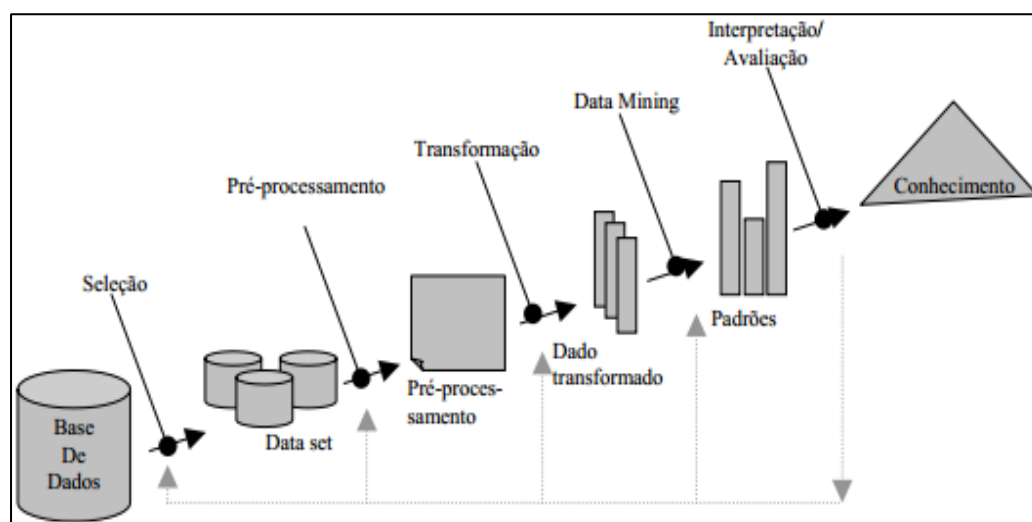 Interpretação/
Avaliação
Data Mining
Transformação
Pré-processamento
Seleção
Conhecimento
Padrões
Dado
transformado
Pré-proces-
samento
Data set
Base
De
Dados